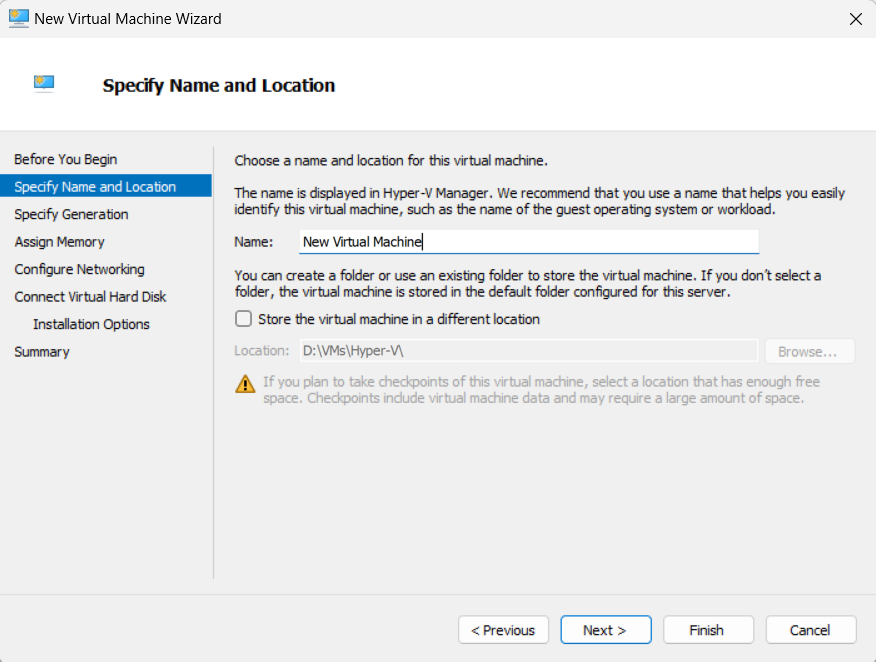 New Virtual Machine Wizard
Specify Name and Location
Before You Begin
Specify Name and Location
Specify Generation
Assign Memory
Configure Networking
Connect Virtual Hard Disk
Installation Options
Summary
Choose a name and location for this virtual machine.
The name is displayed in Hyper-V Manager. We recommend that you use a name that helps you easily
identify this virtual machine, such as the name of the guest operating system or workload.
Name: New Virtual Machine
You can create a folder or use an existing folder to store the virtual machine. If you don't select a
folder, the virtual machine is stored in the default folder configured for this server.
Store the virtual machine in a different location
Location: D:\VMs\Hyper-V\ Browse...
If you plan to take checkpoints of this virtual machine, select a location that has enough free
space. Checkpoints include virtual machine data and may require a large amount of space.
< Previous Next > Finish Cancel